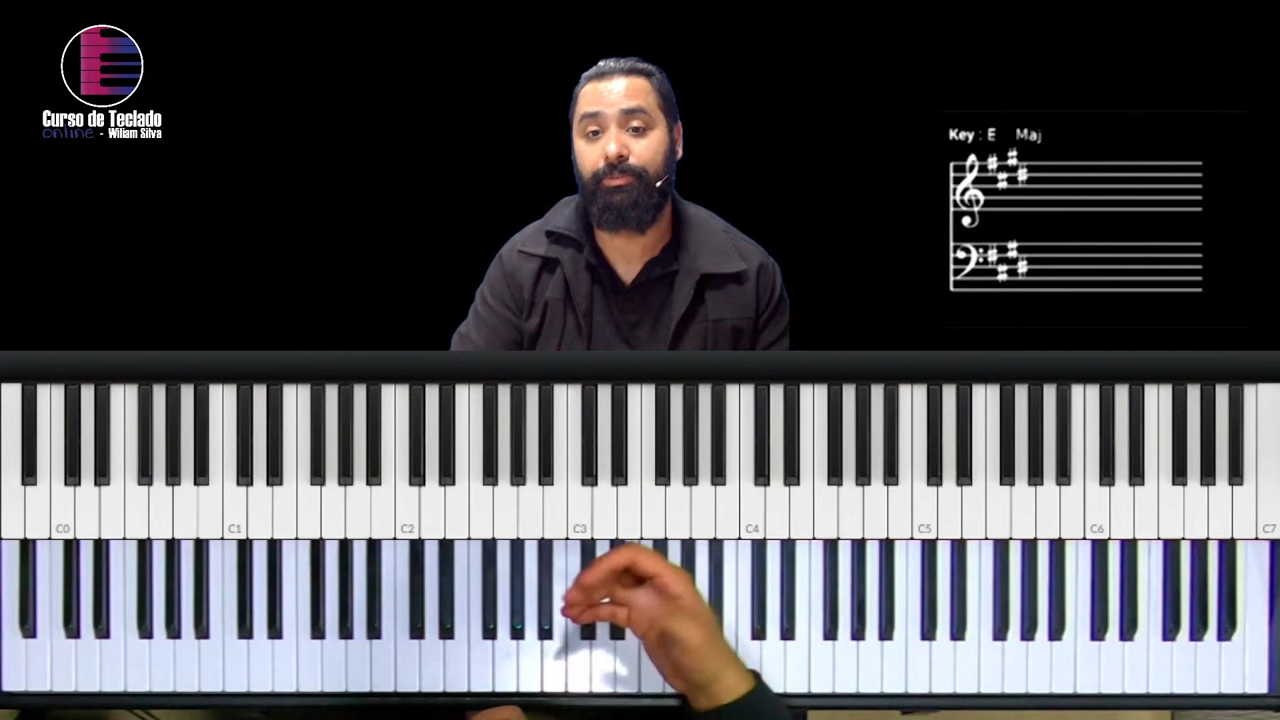 Curso de Teclado
online - Wiliam Silva
Key : E Maj
C0 C1 C2 C3 C4 C5 C6 C7